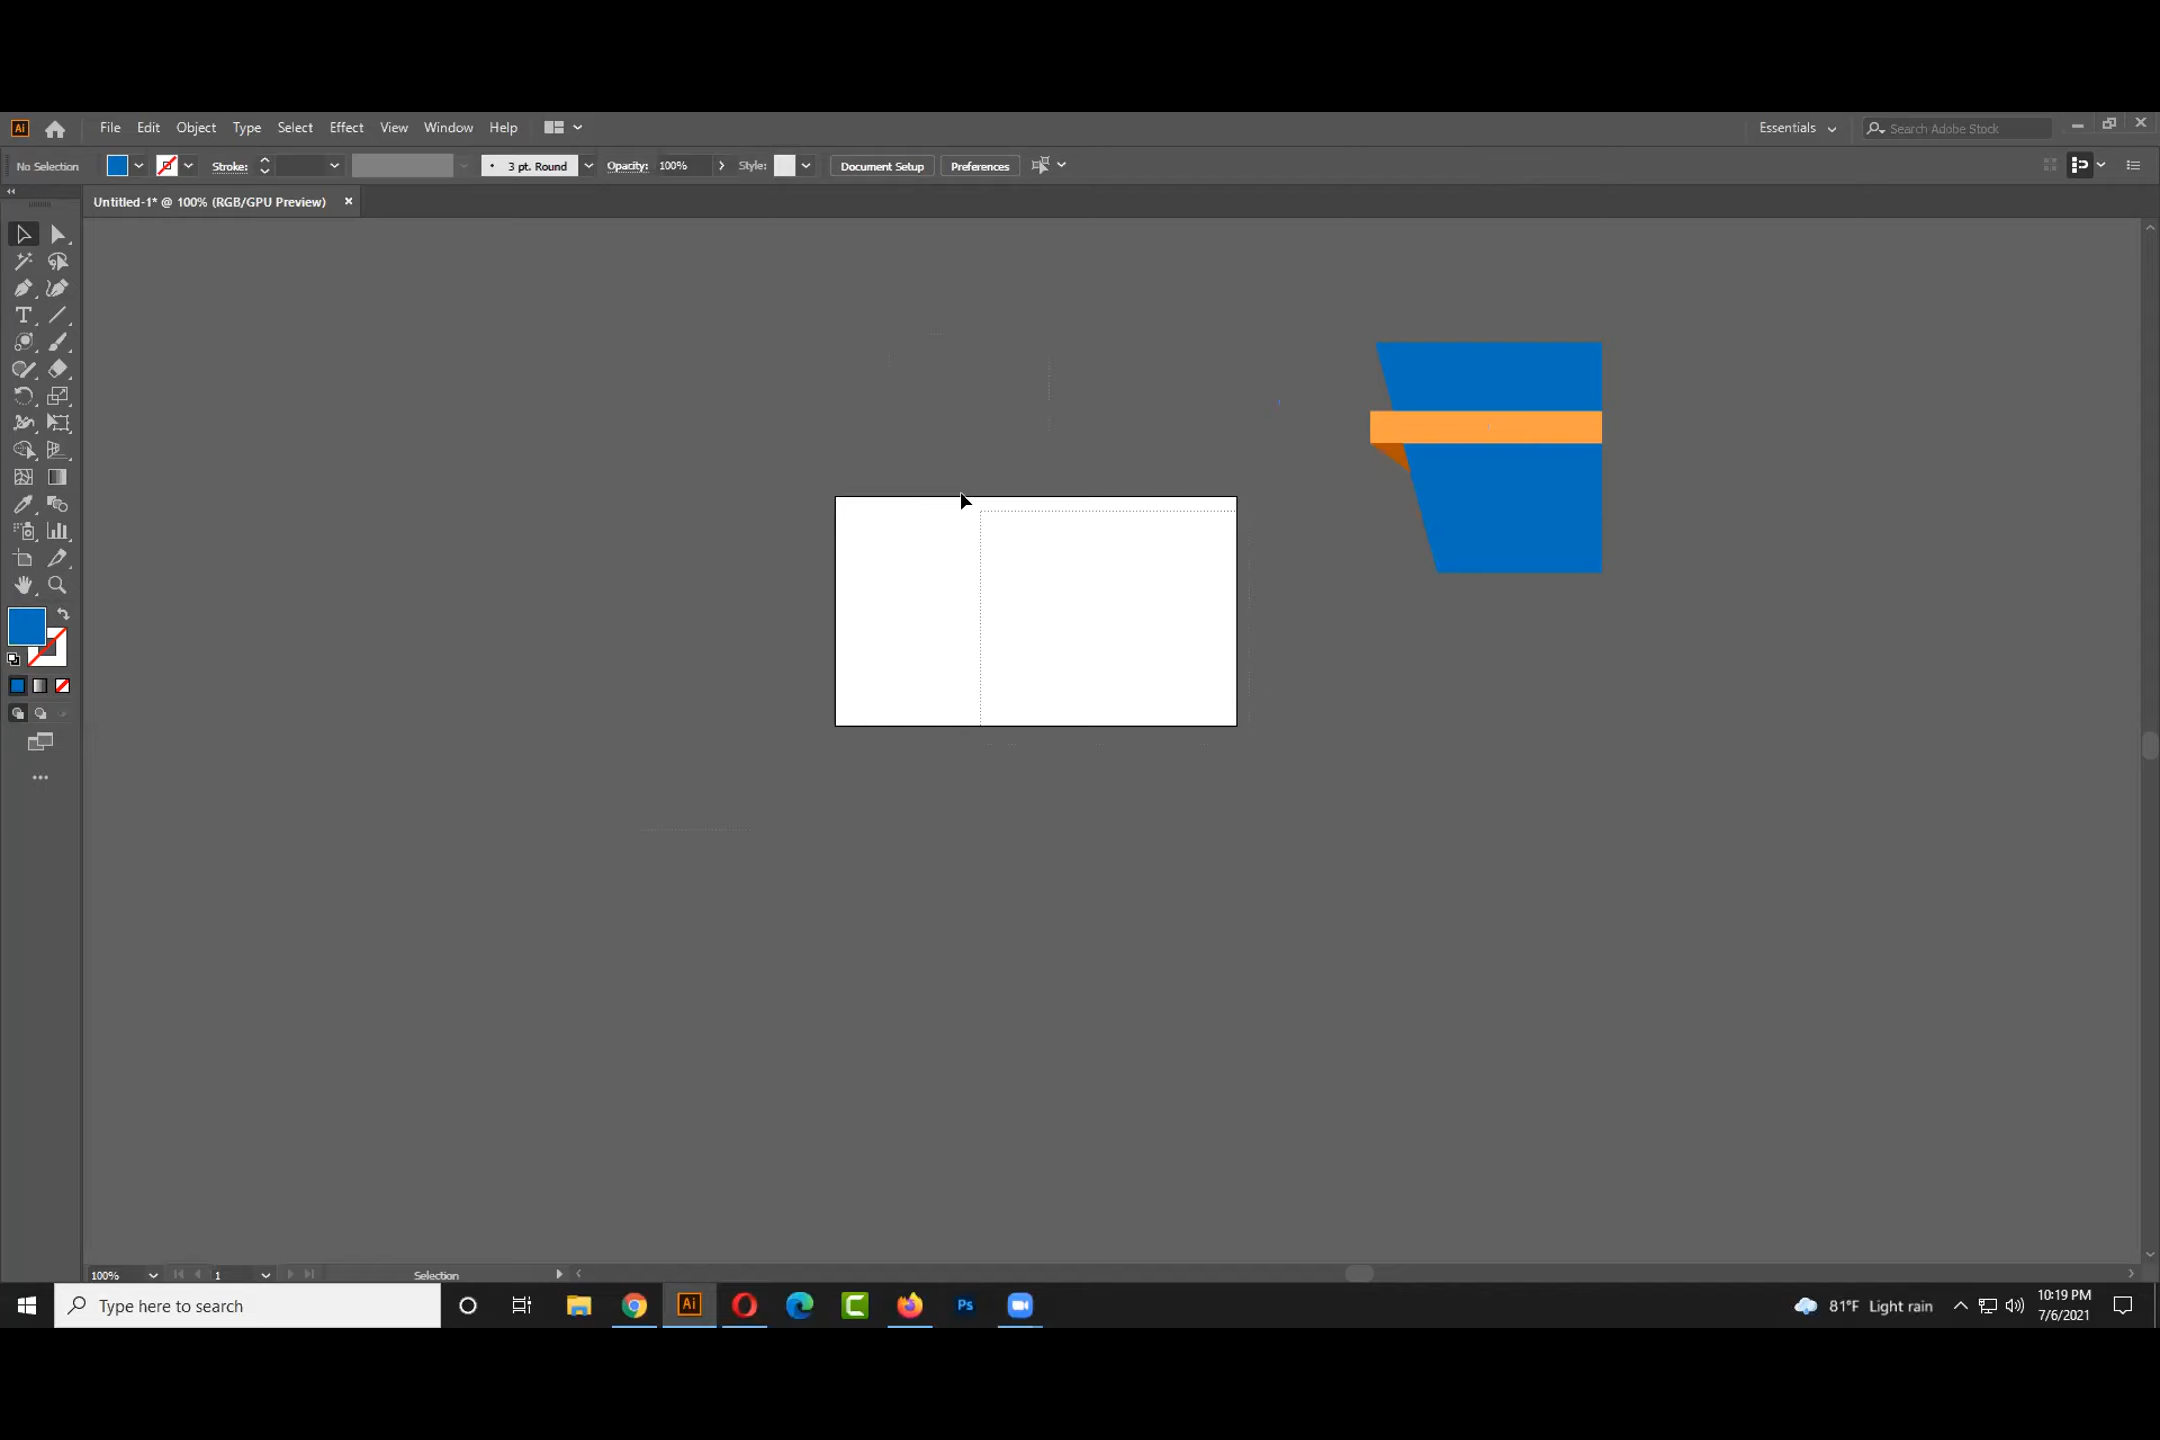 Ai File Edit Object Type Select Effect View Window Help Essentials Search Adobe Stock
No Selection Stroke: 3 pt. Round Opacity: 100% Style: Document Setup Preferences
Untitled-1* @ 100% (RGB/GPU Preview)
100% 1 Selection
Type here to search Ai Ps 81°F Light rain 10:19 PM
7/6/2021